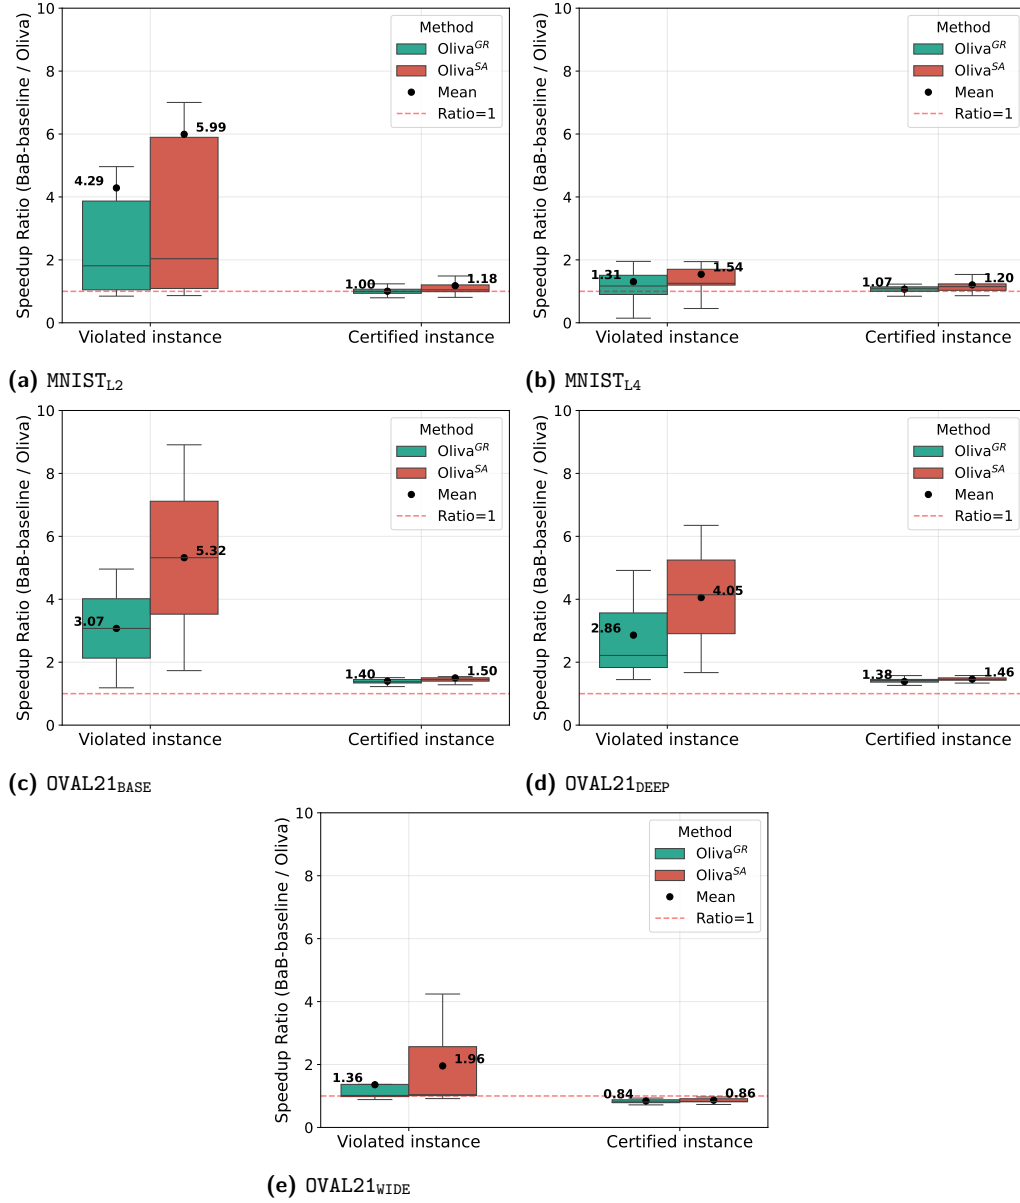 Speedup Ratio (BaB-baseline / Oliva)
10
8
6
4
2
0
4.29
5.99
1.00
1.18
Method
Oliva^GR
Oliva^SA
Mean
Ratio=1
Violated instance
Certified instance
(a) MNIST_L2
Speedup Ratio (BaB-baseline / Oliva)
10
8
6
4
2
0
1.31
1.54
1.07
1.20
Method
Oliva^GR
Oliva^SA
Mean
Ratio=1
Violated instance
Certified instance
(b) MNIST_L4
Speedup Ratio (BaB-baseline / Oliva)
10
8
6
4
2
0
3.07
5.32
1.40
1.50
Method
Oliva^GR
Oliva^SA
Mean
Ratio=1
Violated instance
Certified instance
(c) OVAL21_BASE
Speedup Ratio (BaB-baseline / Oliva)
10
8
6
4
2
0
2.86
4.05
1.38
1.46
Method
Oliva^GR
Oliva^SA
Mean
Ratio=1
Violated instance
Certified instance
(d) OVAL21_DEEP
Speedup Ratio (BaB-baseline / Oliva)
10
8
6
4
2
0
1.36
1.96
0.84
0.86
Method
Oliva^GR
Oliva^SA
Mean
Ratio=1
Violated instance
Certified instance
(e) OVAL21_WIDE